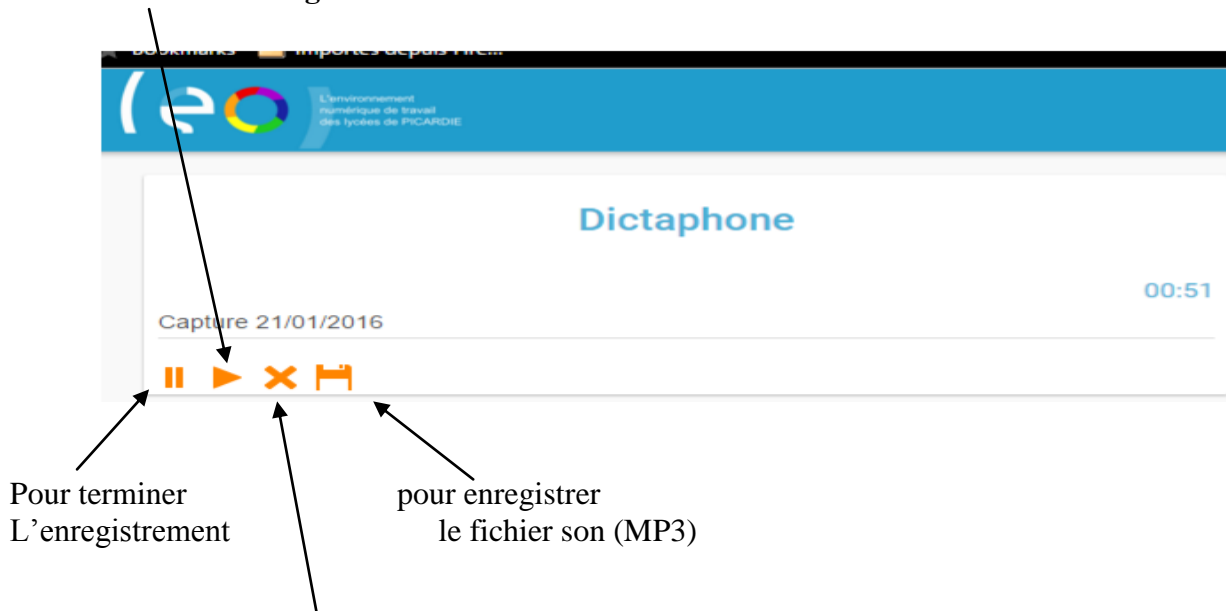 Bookmarks Importés depuis Fire...
(eo)
L'environnement
numérique de travail
des lycées de PICARDIE
Dictaphone
00:51
Capture 21/01/2016
Pour terminer
L’enregistrement
pour enregistrer
le fichier son (MP3)